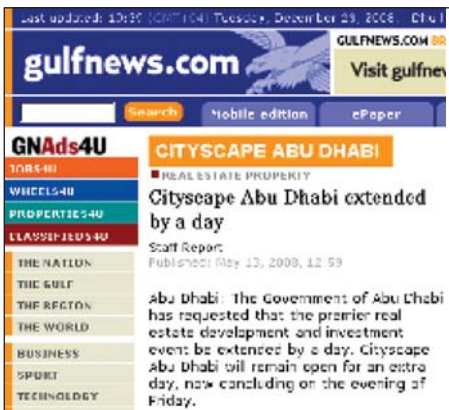 Last updated: 19:35 (GMT+04) Tuesday, December 23, 2008.
GULFNEWS.COM
gulfnews.com
Visit gulfnew
Search
Mobile edition
ePaper
GNAds4U
CITYSCAPE ABU DHABI
JOBS4U
REAL ESTATE PROPERTY
WHEELS4U
Cityscape Abu Dhabi extended
by a day
PROPERTIES4U
CLASSIFIEDS4U
Staff Report
Published: May 13, 2008, 12:59
THE NATION
THE GULF
THE REGION
THE WORLD
BUSINESS
SPORT
TECHNOLOGY
Abu Dhabi: The Government of Abu Dhabi
has requested that the premier real
estate development and investment
event be extended by a day. Cityscape
Abu Dhabi will remain open for an extra
day, now concluding on the evening of
Friday.